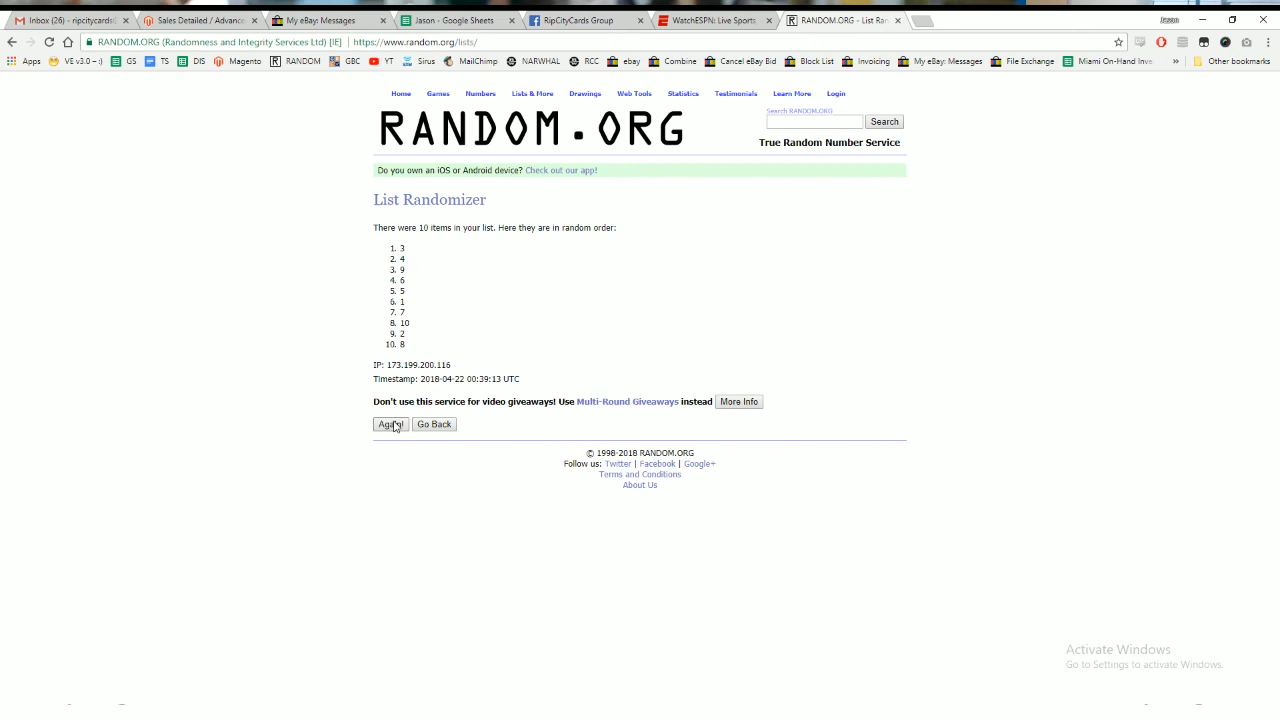 Inbox (26) - ripcitycards
Sales Detailed / Advance
My eBay: Messages
Jason - Google Sheets
RipCityCards Group
WatchESPN: Live Sports
RANDOM.ORG - List Ran
Jason
RANDOM.ORG (Randomness and Integrity Services Ltd) [IE] | https://www.random.org/lists/
Apps VE v3.0 – :) GS TS DIS Magento RANDOM GBC YT Sirus MailChimp NARWHAL RCC ebay Combine Cancel eBay Bid Block List Invoicing My eBay: Messages File Exchange Miami On-Hand Inve » Other bookmarks
Home Games Numbers Lists & More Drawings Web Tools Statistics Testimonials Learn More Login
RANDOM.ORG
Search RANDOM.ORG
Search
True Random Number Service
Do you own an iOS or Android device? Check out our app!
List Randomizer
There were 10 items in your list. Here they are in random order:
1. 3
2. 4
3. 9
4. 6
5. 5
6. 1
7. 7
8. 10
9. 2
10. 8
IP: 173.199.200.116
Timestamp: 2018-04-22 00:39:13 UTC
Don't use this service for video giveaways! Use Multi-Round Giveaways instead More Info
Again! Go Back
© 1998-2018 RANDOM.ORG
Follow us: Twitter | Facebook | Google+
Terms and Conditions
About Us
Activate Windows
Go to Settings to activate Windows.